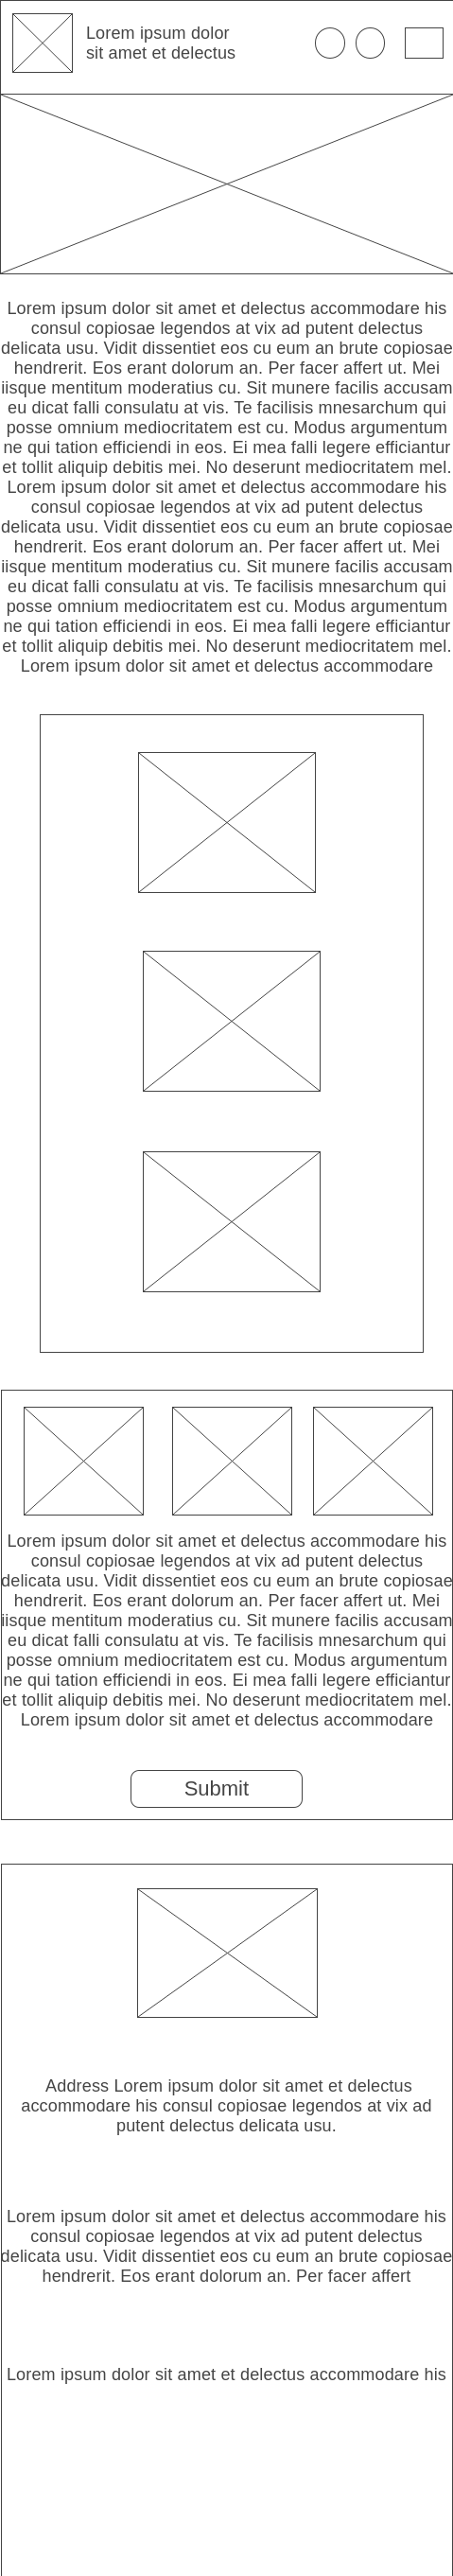 Lorem ipsum dolor
sit amet et delectus
Lorem ipsum dolor sit amet et delectus accommodare his
consul copiosae legendos at vix ad putent delectus
delicata usu. Vidit dissentiet eos cu eum an brute copiosae
hendrerit. Eos erant dolorum an. Per facer affert ut. Mei
iisque mentitum moderatius cu. Sit munere facilis accusam
eu dicat falli consulatu at vis. Te facilisis mnesarchum qui
posse omnium mediocritatem est cu. Modus argumentum
ne qui tation efficiendi in eos. Ei mea falli legere efficiantur
et tollit aliquip debitis mei. No deserunt mediocritatem mel.
Lorem ipsum dolor sit amet et delectus accommodare his
consul copiosae legendos at vix ad putent delectus
delicata usu. Vidit dissentiet eos cu eum an brute copiosae
hendrerit. Eos erant dolorum an. Per facer affert ut. Mei
iisque mentitum moderatius cu. Sit munere facilis accusam
eu dicat falli consulatu at vis. Te facilisis mnesarchum qui
posse omnium mediocritatem est cu. Modus argumentum
ne qui tation efficiendi in eos. Ei mea falli legere efficiantur
et tollit aliquip debitis mei. No deserunt mediocritatem mel.
Lorem ipsum dolor sit amet et delectus accommodare
Lorem ipsum dolor sit amet et delectus accommodare his
consul copiosae legendos at vix ad putent delectus
delicata usu. Vidit dissentiet eos cu eum an brute copiosae
hendrerit. Eos erant dolorum an. Per facer affert ut. Mei
iisque mentitum moderatius cu. Sit munere facilis accusam
eu dicat falli consulatu at vis. Te facilisis mnesarchum qui
posse omnium mediocritatem est cu. Modus argumentum
ne qui tation efficiendi in eos. Ei mea falli legere efficiantur
et tollit aliquip debitis mei. No deserunt mediocritatem mel.
Lorem ipsum dolor sit amet et delectus accommodare
Submit
Address Lorem ipsum dolor sit amet et delectus
accommodare his consul copiosae legendos at vix ad
putent delectus delicata usu.
Lorem ipsum dolor sit amet et delectus accommodare his
consul copiosae legendos at vix ad putent delectus
delicata usu. Vidit dissentiet eos cu eum an brute copiosae
hendrerit. Eos erant dolorum an. Per facer affert
Lorem ipsum dolor sit amet et delectus accommodare his